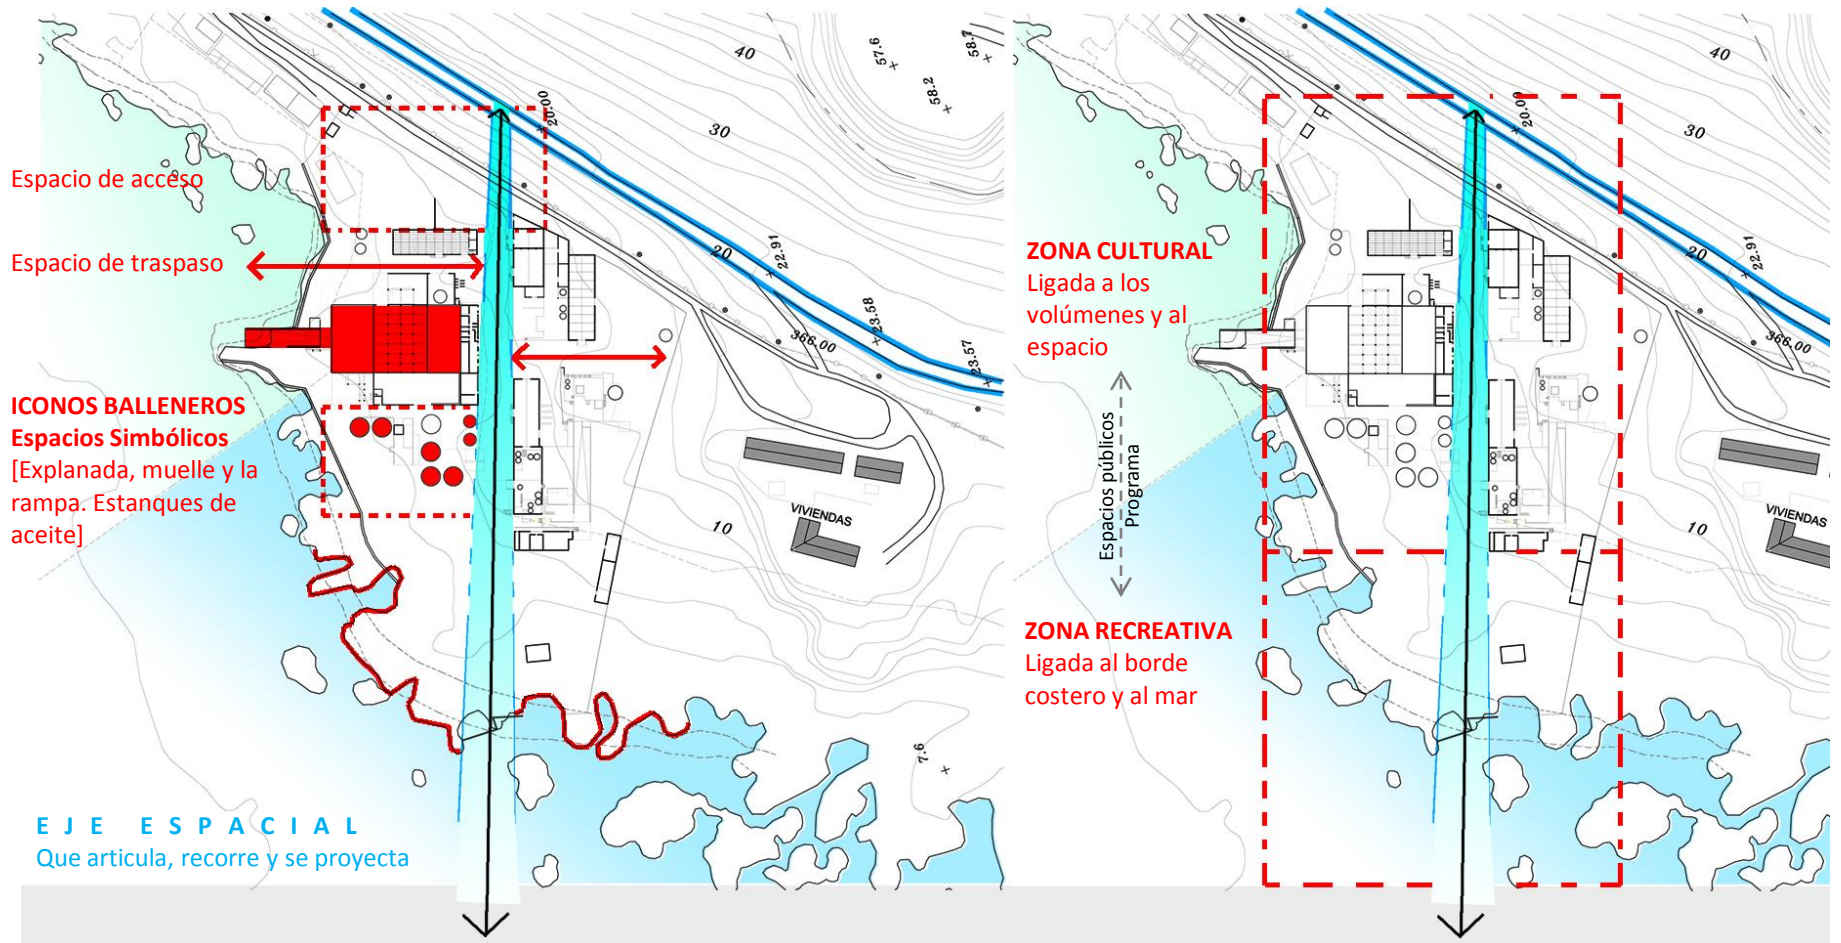 40
57.6
58.1
58.2
30
20.00
Espacio de acceso
Espacio de traspaso
20
22.91
23.58
366.00
23.57
ICONOS BALLENEROS
Espacios Simbólicos
[Explanada, muelle y la
rampa. Estanques de
aceite]
VIVIENDAS
10
7.6
EJE ESPACIAL
Que articula, recorre y se proyecta
40
30
20.00
ZONA CULTURAL
Ligada a los
volúmenes y al
espacio
20
22.91
366.00
Espacios públicos
Programa
VIVIENDAS
10
ZONA RECREATIVA
Ligada al borde
costero y al mar